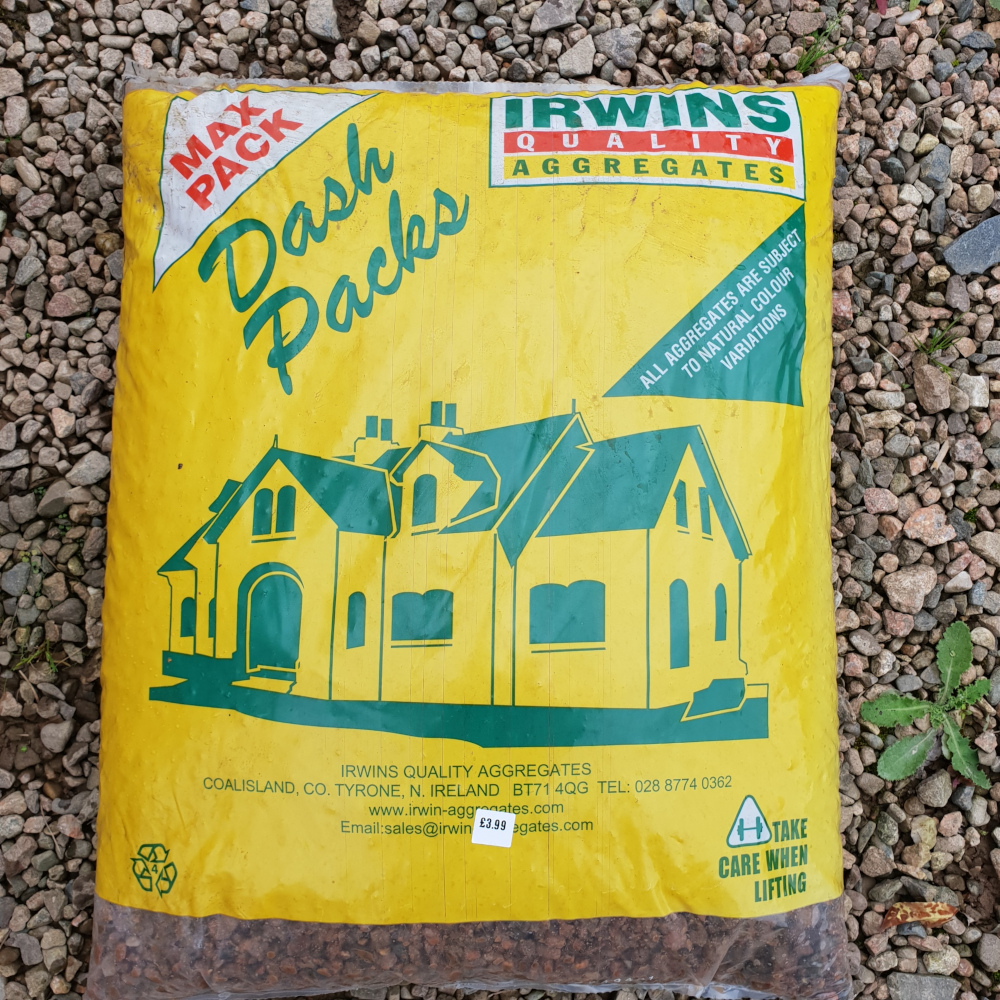 MAX
PACK
Dash
Packs
IRWINS
QUALITY
AGGREGATES
ALL AGGREGATES ARE SUBJECT
TO NATURAL COLOUR
VARIATIONS
IRWINS QUALITY AGGREGATES
COALISLAND, CO. TYRONE, N. IRELAND BT71 4QG TEL: 028 8774 0362
www.irwin-aggregates.com
£3.99
4
TAKE
CARE WHEN
LIFTING